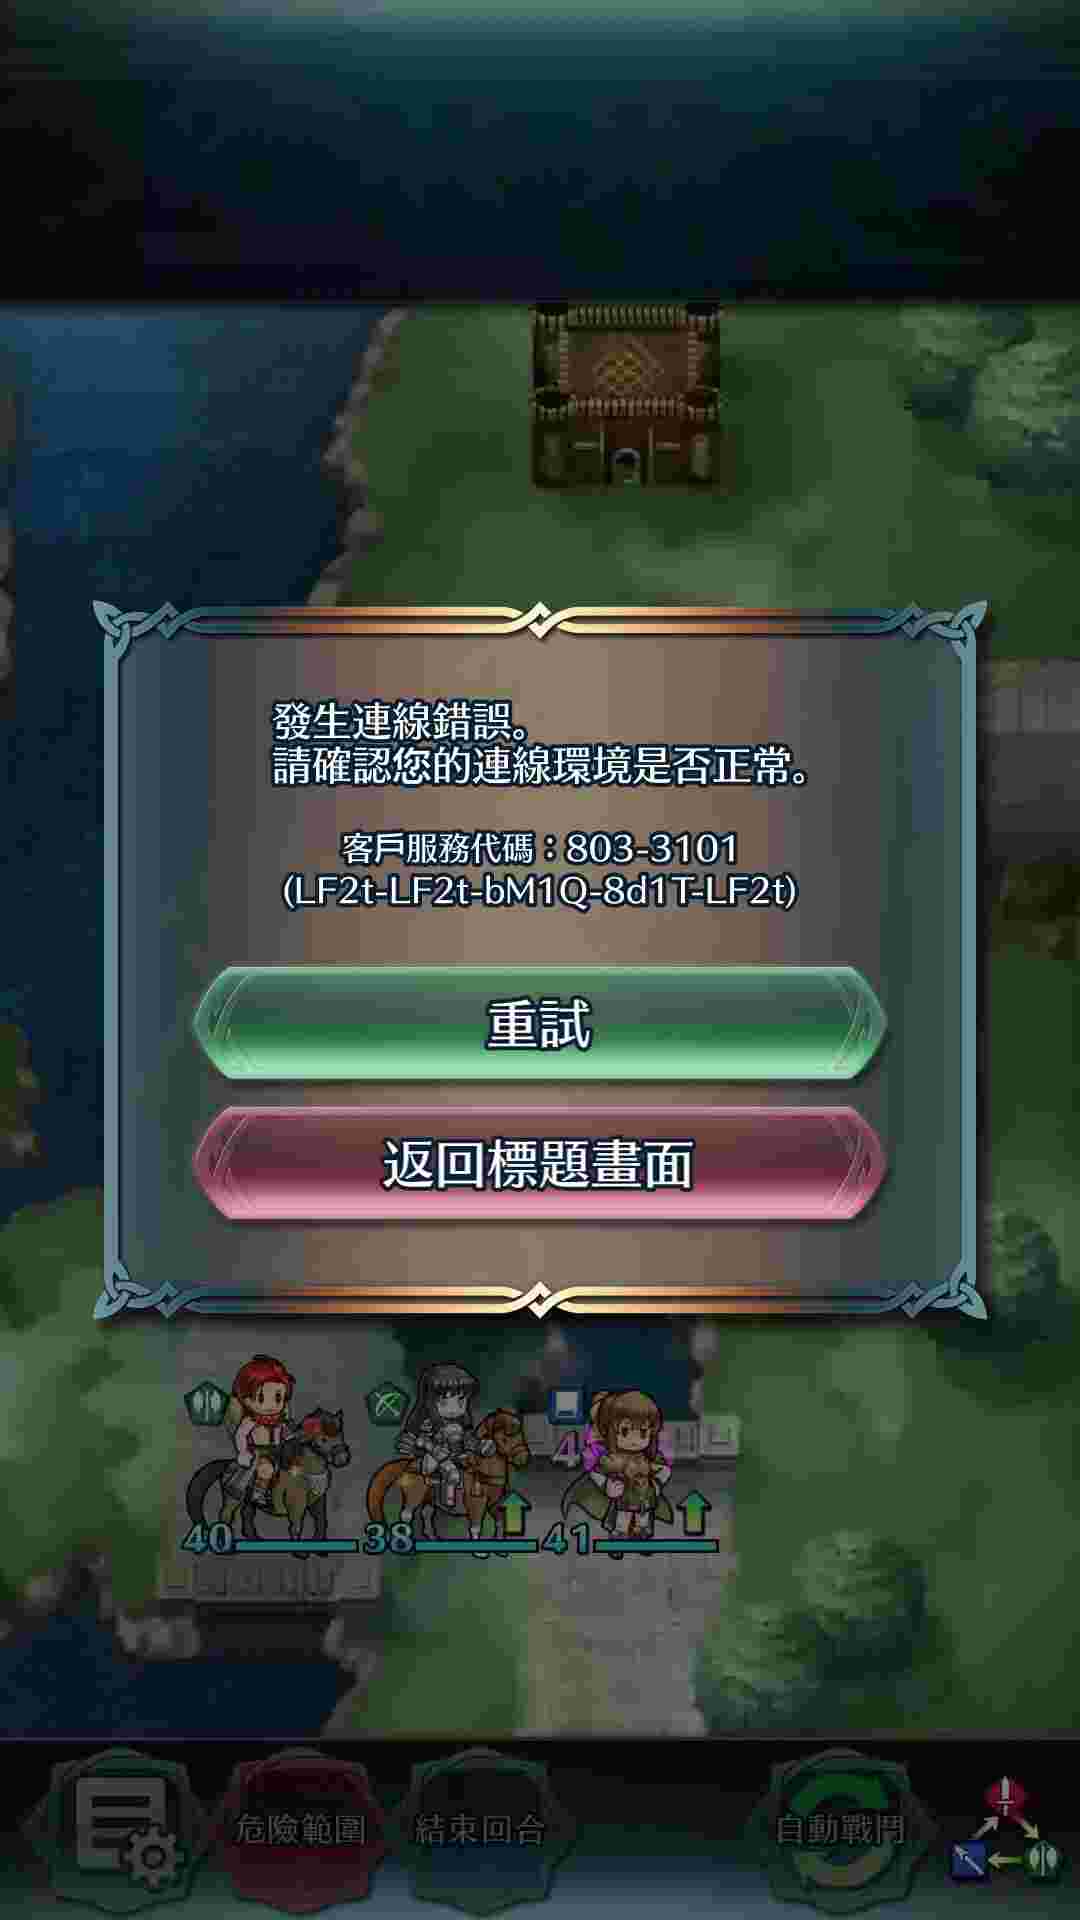 發生連線錯誤。
請確認您的連線環境是否正常。
客戶服務代碼：803-3101
(LF2t-LF2t-bM1Q-8d1T-LF2t)
重試
返回標題畫面
4
40
38
41
危險範圍
結束回合
自動戰鬥